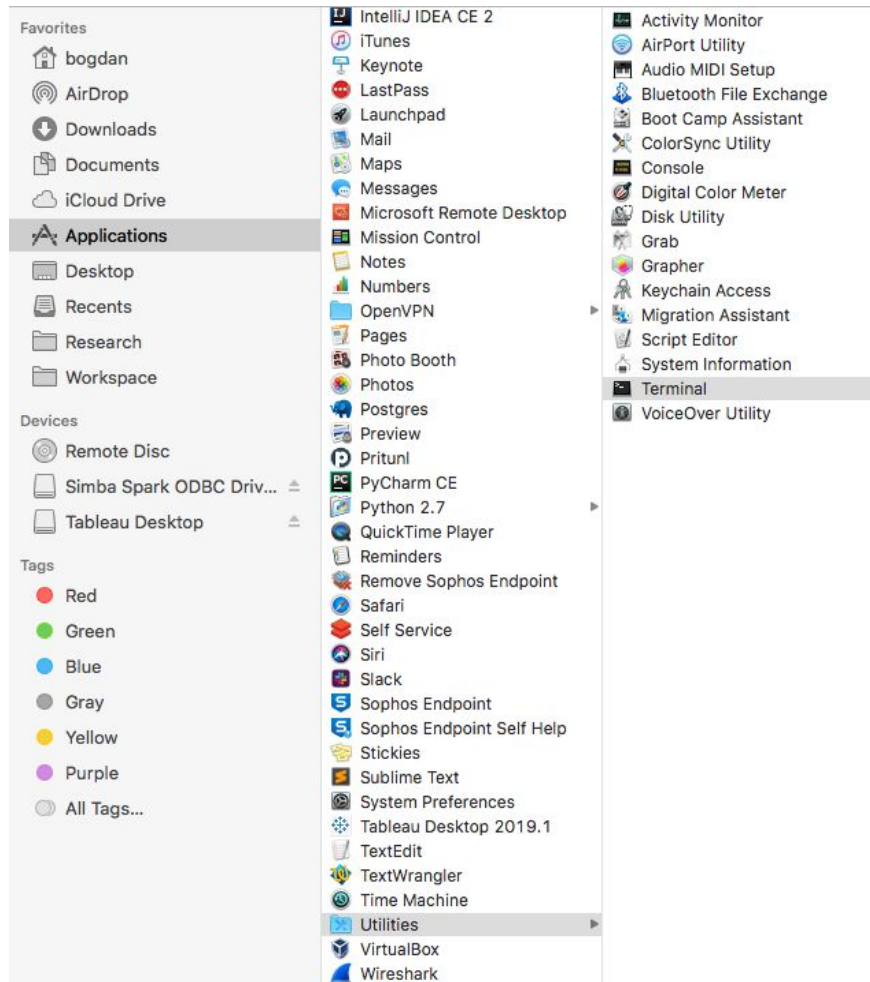 Favorites
bogdan
AirDrop
Downloads
Documents
iCloud Drive
Applications
Desktop
Recents
Research
Workspace
Devices
Remote Disc
Simba Spark ODBC Driv...
Tableau Desktop
Tags
Red
Green
Blue
Gray
Yellow
Purple
All Tags...
IntelliJ IDEA CE 2
iTunes
Keynote
LastPass
Launchpad
Mail
Maps
Messages
Microsoft Remote Desktop
Mission Control
Notes
Numbers
OpenVPN
Pages
Photo Booth
Photos
Postgres
Preview
Pritunl
PyCharm CE
Python 2.7
QuickTime Player
Reminders
Remove Sophos Endpoint
Safari
Self Service
Siri
Slack
Sophos Endpoint
Sophos Endpoint Self Help
Stickies
Sublime Text
System Preferences
Tableau Desktop 2019.1
TextEdit
TextWrangler
Time Machine
Utilities
VirtualBox
Wireshark
Activity Monitor
AirPort Utility
Audio MIDI Setup
Bluetooth File Exchange
Boot Camp Assistant
ColorSync Utility
Console
Digital Color Meter
Disk Utility
Grab
Grapher
Keychain Access
Migration Assistant
Script Editor
System Information
Terminal
VoiceOver Utility